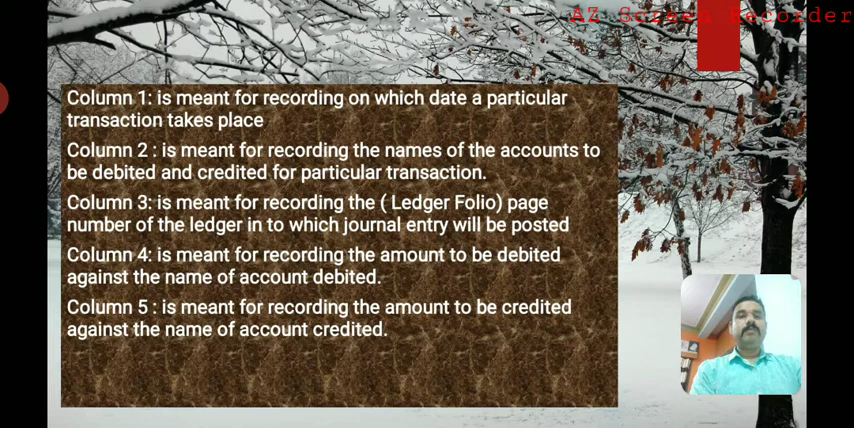 AZ Screen Recorder
Column 1: is meant for recording on which date a particular
transaction takes place
Column 2 : is meant for recording the names of the accounts to
be debited and credited for particular transaction.
Column 3: is meant for recording the ( Ledger Folio) page
number of the ledger in to which journal entry will be posted
Column 4: is meant for recording the amount to be debited
against the name of account debited.
Column 5 : is meant for recording the amount to be credited
against the name of account credited.